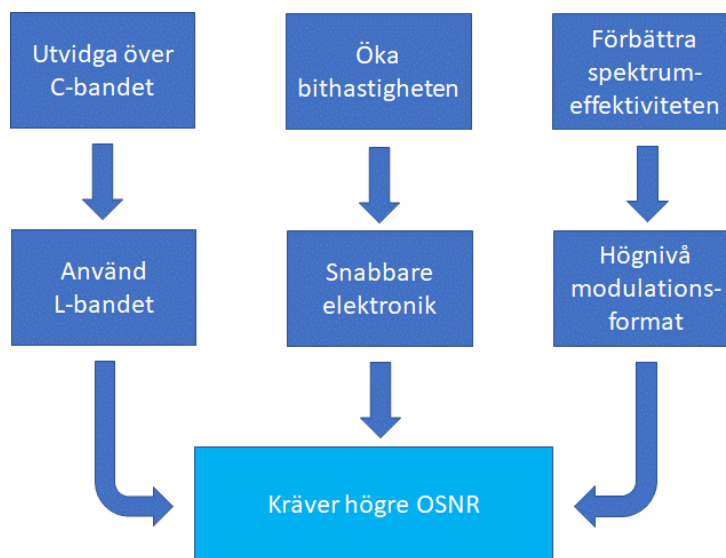 Utvidga över
C-bandet
Öka
bithastigheten
Förbättra
spektrum-
effektiviteten
Använd
L-bandet
Snabbare
elektronik
Högnivå
modulations-
format
Kräver högre OSNR